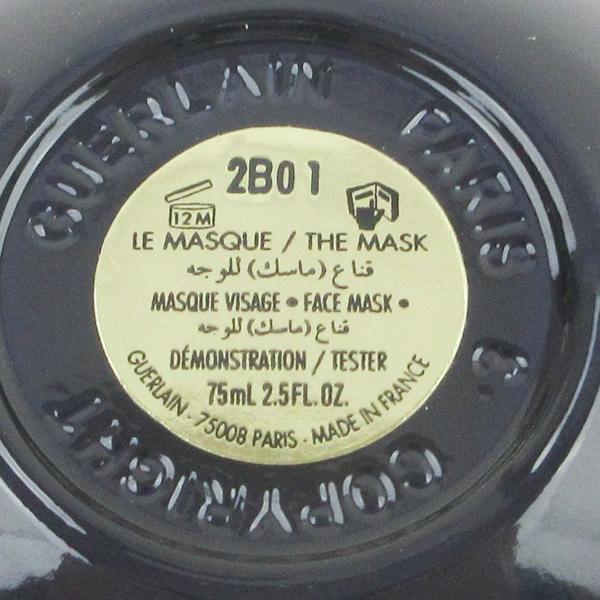 GUERLAIN PARIS & COPYRIGHT
2B01
12M
LE MASQUE / THE MASK
قناع (ماسك) للوجه
MASQUE VISAGE • FACE MASK •
قناع (ماسك) للوجه
DÉMONSTRATION / TESTER
75mL 2.5FL.OZ.
GUERLAIN - 75008 PARIS - MADE IN FRANCE